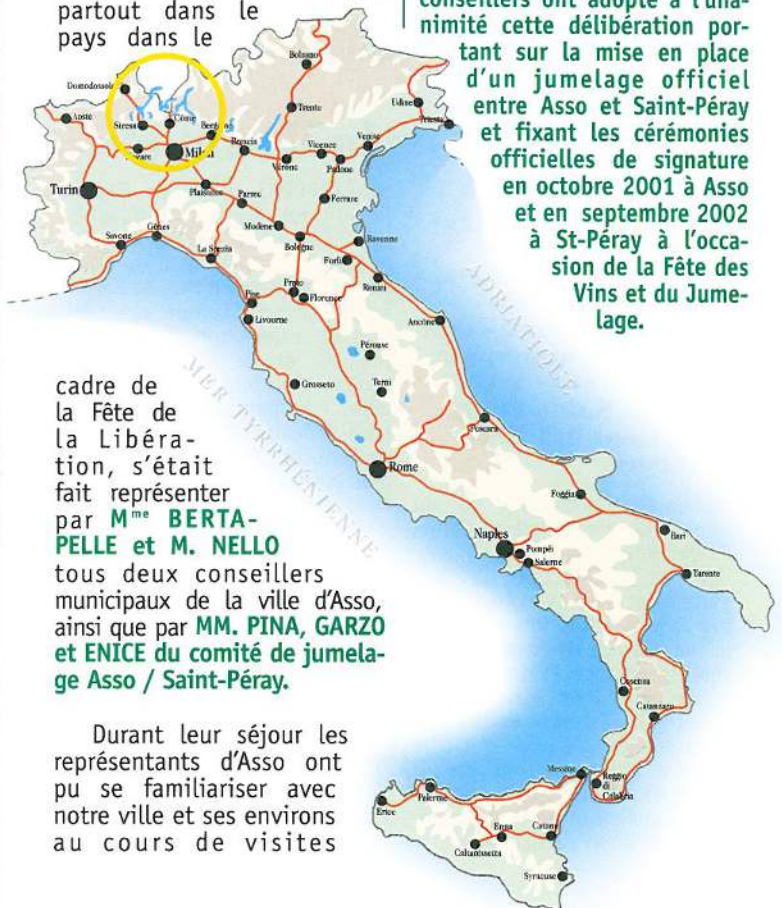 partout dans le
pays dans le
cadre de
la Fête de
la Libéra-
tion, s'était
fait représenter
par Mme BERTA-
PELLE et M. NELLO
tous deux conseillers
municipaux de la ville d'Asso,
ainsi que par MM. PINA, GARZO
et ENICE du comité de jumela-
ge Asso / Saint-Péray.
Durant leur séjour les
représentants d'Asso ont
pu se familiariser avec
notre ville et ses environs
au cours de visites
conseillers ont adopté à l'una-
nimité cette délibération por-
tant sur la mise en place
d'un jumelage officiel
entre Asso et Saint-Péray
et fixant les cérémonies
officielles de signature
en octobre 2001 à Asso
et en septembre 2002
à St-Péray à l'occa-
sion de la Fête des
Vins et du Jume-
lage.
Bolzano
Domodossola
Aoste
Stresa
Côme
Trente
Udine
Trieste
Milan
Brescia
Vérone
Vicence
Padoue
Venise
Turin
Plaisance
Parme
Ferrare
Modène
Bologne
Ravenne
Savone
Gênes
La Spezia
Forli
Rimini
Pise
Prato
Florence
Livourne
Ancône
Pérouse
Grosseto
Terni
Pescara
Rome
Foggia
Naples
Pompéi
Salerne
Bari
Tarente
Cosenza
Catanzaro
Messine
Reggio
di
Calabria
Palerme
Erice
Enna
Catane
Caltanissetta
Syracuse
MER TYRRHÉNIENNE
ADRIATIQUE